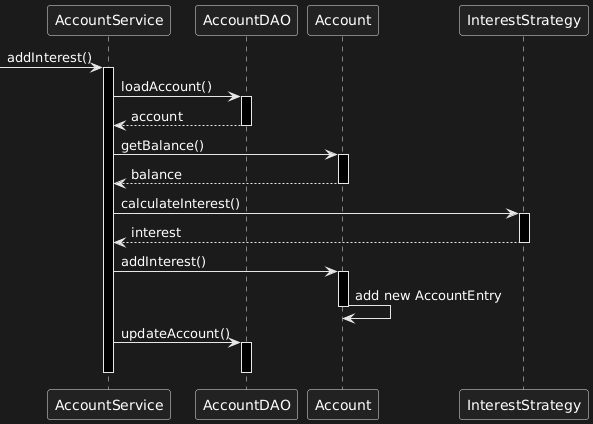 AccountService AccountDAO Account InterestStrategy
addInterest()
loadAccount()
account
getBalance()
balance
calculateInterest()
interest
addInterest()
add new AccountEntry
updateAccount()
AccountService AccountDAO Account InterestStrategy